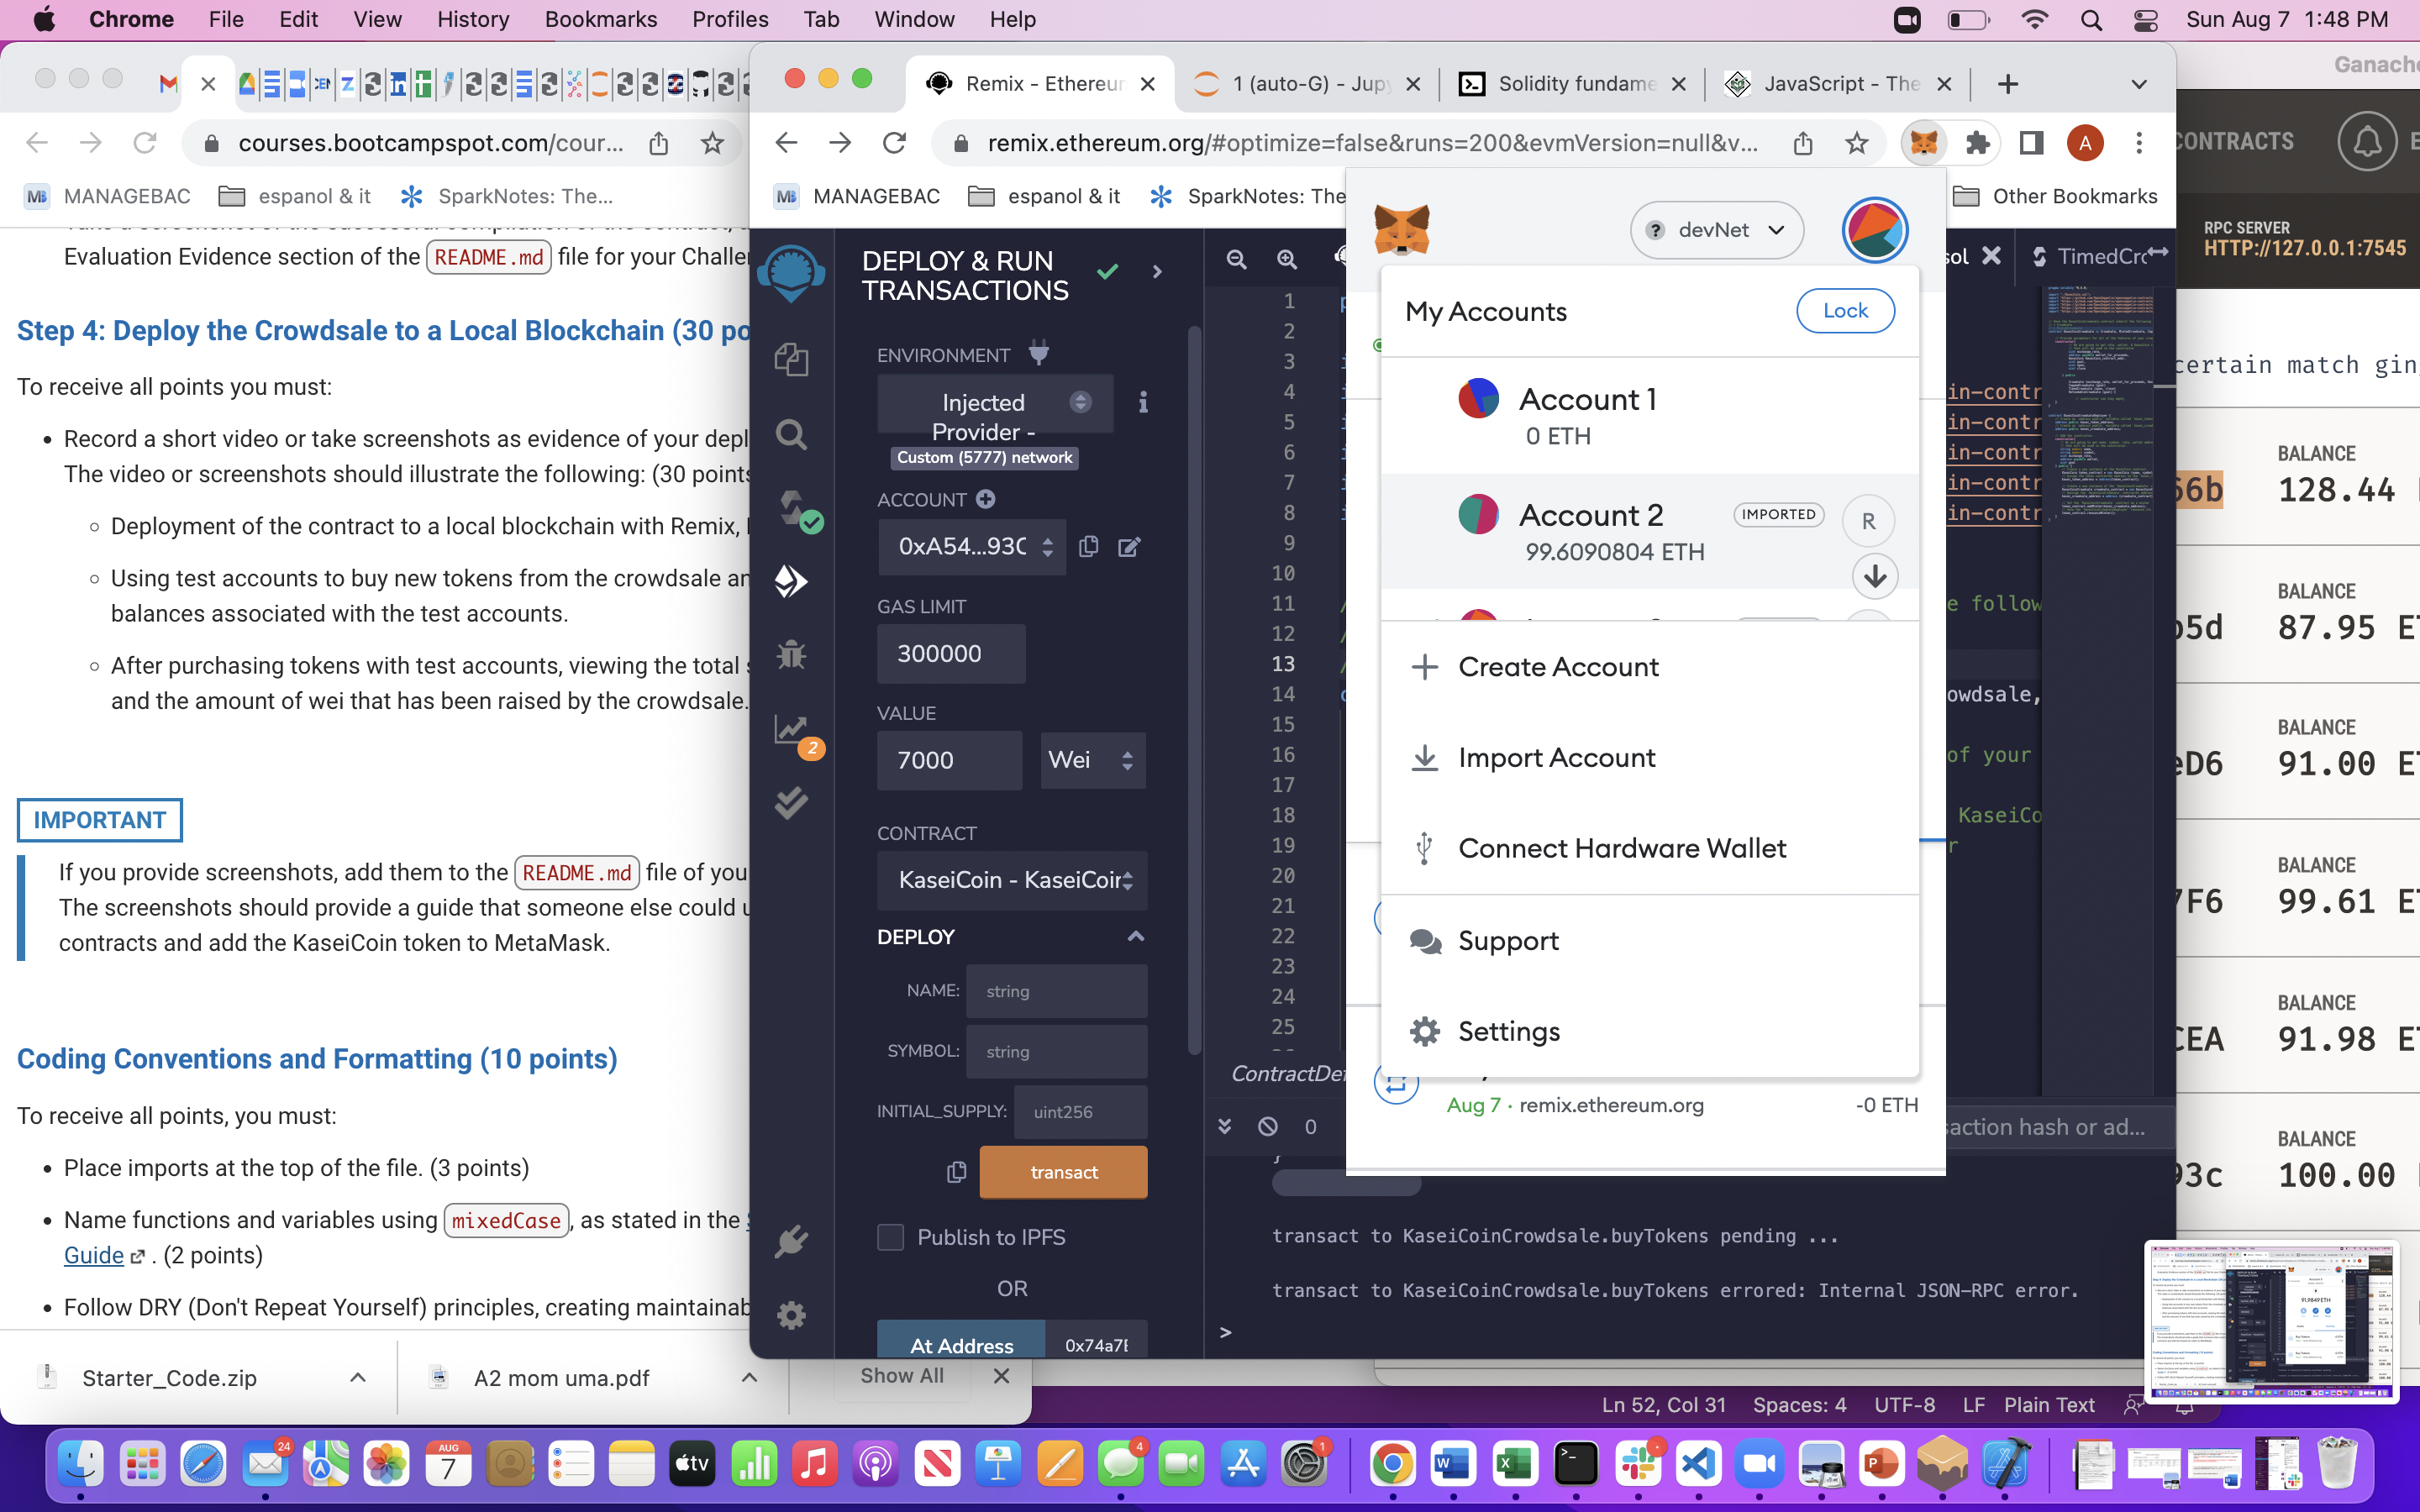 Chrome File Edit View History Bookmarks Profiles Tab Window Help
Sun Aug 7 1:48 PM
courses.bootcampspot.com/cour...
MANAGEBAC espanol & it SparkNotes: The...
Evaluation Evidence section of the README.md file for your Challe
Step 4: Deploy the Crowdsale to a Local Blockchain (30 po
To receive all points you must:
Record a short video or take screenshots as evidence of your depl
The video or screenshots should illustrate the following: (30 points
Deployment of the contract to a local blockchain with Remix,
Using test accounts to buy new tokens from the crowdsale an
balances associated with the test accounts.
After purchasing tokens with test accounts, viewing the total s
and the amount of wei that has been raised by the crowdsale.
IMPORTANT
If you provide screenshots, add them to the README.md file of you
The screenshots should provide a guide that someone else could u
contracts and add the KaseiCoin token to MetaMask.
Coding Conventions and Formatting (10 points)
To receive all points, you must:
Place imports at the top of the file. (3 points)
Name functions and variables using mixedCase, as stated in the
Guide . (2 points)
Follow DRY (Don't Repeat Yourself) principles, creating maintainab
Starter_Code.zip
A2 mom uma.pdf
Show All
Remix - Ethereur
1 (auto-G) - Jupy
Solidity fundame
JavaScript - The
remix.ethereum.org/#optimize=false&runs=200&evmVersion=null&v...
A
MANAGEBAC espanol & it SparkNotes: The
Other Bookmarks
DEPLOY & RUN
TRANSACTIONS
ENVIRONMENT
Injected
Provider -
Custom (5777) network
ACCOUNT
0xA54...93C
GAS LIMIT
300000
VALUE
7000
Wei
CONTRACT
KaseiCoin - KaseiCoir
DEPLOY
NAME: string
SYMBOL: string
INITIAL_SUPPLY: uint256
transact
Publish to IPFS
OR
At Address
0x74a7E
2
1
2
3
4
5
6
7
8
9
10
11
12
13
14
15
16
17
18
19
20
21
22
23
24
25
sol
TimedCro
in-contr
in-contr
in-contr
in-contr
in-contr
e follow
owdsale,
of your
KaseiCo
r
ContractDef
0
saction hash or ad...
transact to KaseiCoinCrowdsale.buyTokens pending ...
transact to KaseiCoinCrowdsale.buyTokens errored: Internal JSON-RPC error.
>
devNet
My Accounts
Lock
Account 1
0 ETH
Account 2
IMPORTED
R
99.6090804 ETH
Create Account
Import Account
Connect Hardware Wallet
Support
Settings
Aug 7 · remix.ethereum.org
-0 ETH
Ganache
CONTRACTS
RPC SERVER
HTTP://127.0.0.1:7545
certain match gin
BALANCE
66b 128.44
BALANCE
b5d 87.95 ET
BALANCE
eD6 91.00 ET
BALANCE
7F6 99.61 ET
BALANCE
CEA 91.98 ET
BALANCE
93c 100.00
Ln 52, Col 31 Spaces: 4 UTF-8 LF Plain Text
24
AUG
7
tv
4
1